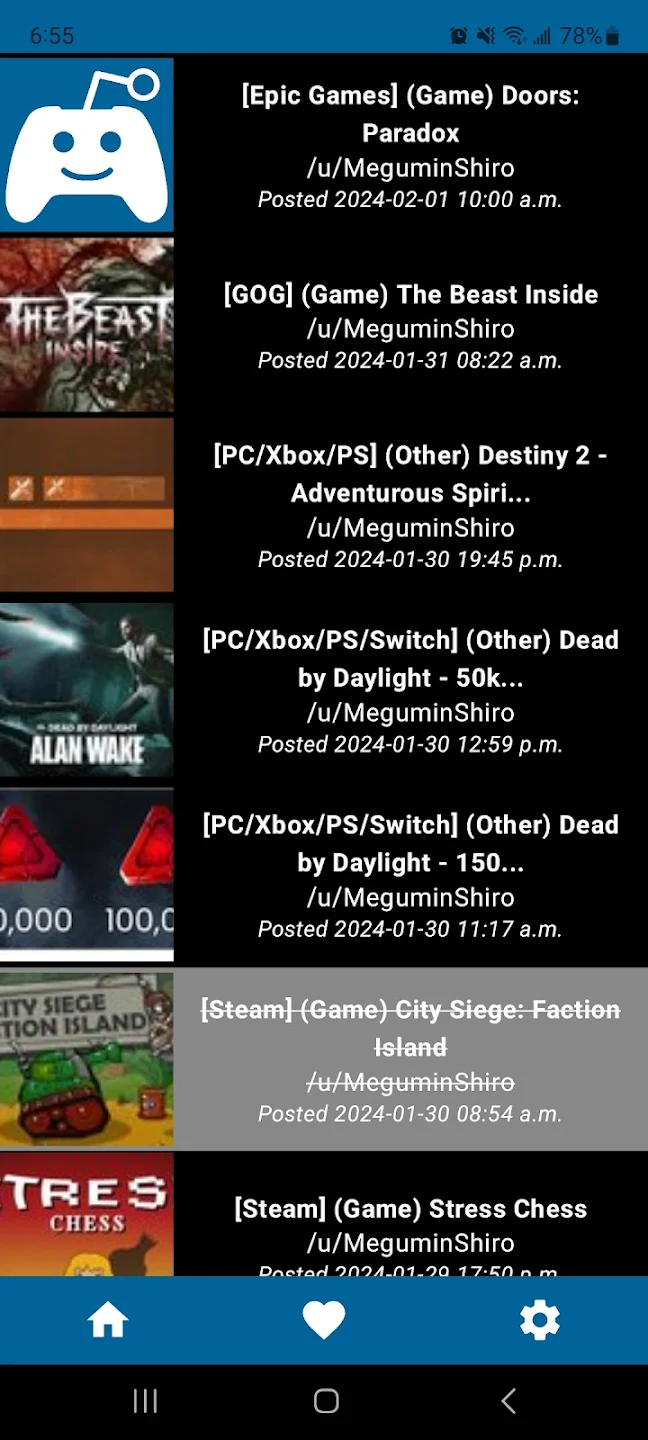 6:55
78%
[Epic Games] (Game) Doors:
Paradox
/u/MeguminShiro
Posted 2024-02-01 10:00 a.m.
THE BEAST
INSIDE
[GOG] (Game) The Beast Inside
/u/MeguminShiro
Posted 2024-01-31 08:22 a.m.
[PC/Xbox/PS] (Other) Destiny 2 -
Adventurous Spiri...
/u/MeguminShiro
Posted 2024-01-30 19:45 p.m.
[PC/Xbox/PS/Switch] (Other) Dead
by Daylight - 50k...
/u/MeguminShiro
Posted 2024-01-30 12:59 p.m.
DEAD BY DAYLIGHT
ALAN WAKE
[PC/Xbox/PS/Switch] (Other) Dead
by Daylight - 150...
/u/MeguminShiro
Posted 2024-01-30 11:17 a.m.
0,000 100,0
[Steam] (Game) City Siege: Faction
Island
/u/MeguminShiro
Posted 2024-01-30 08:54 a.m.
ITY SIEGE
TION ISLAND
TRES
CHESS
[Steam] (Game) Stress Chess
/u/MeguminShiro
Posted 2024-01-29 17:50 p.m.